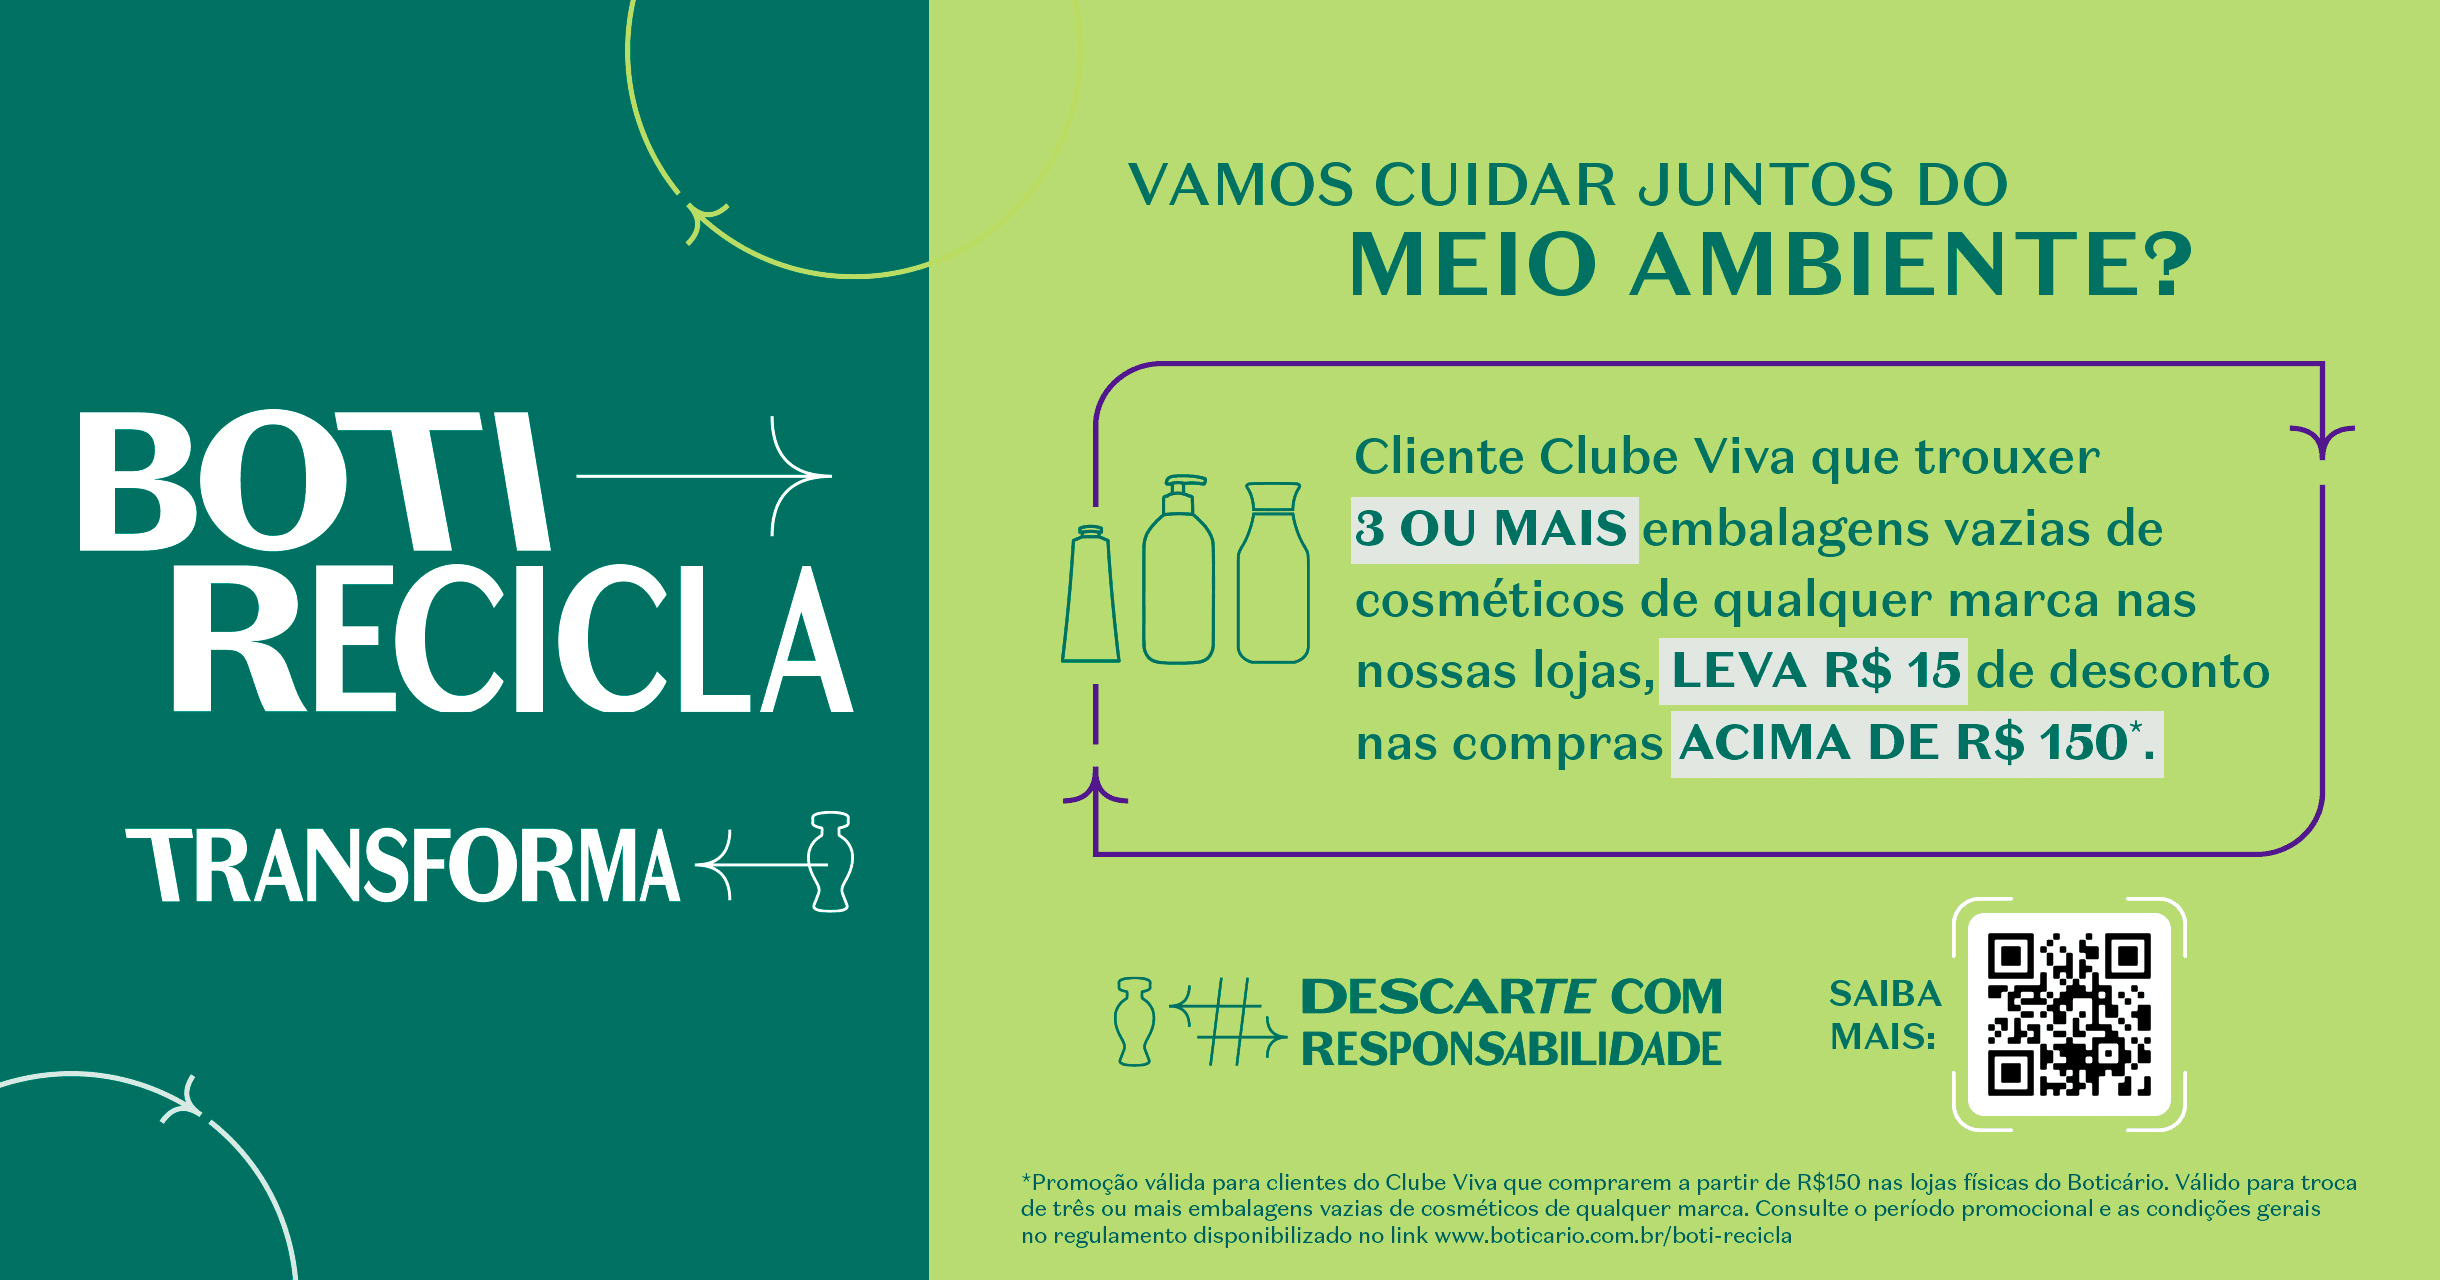 BOTI
RECICLA
TRANSFORMA
VAMOS CUIDAR JUNTOS DO
MEIO AMBIENTE?
Cliente Clube Viva que trouxer
3 OU MAIS embalagens vazias de
cosméticos de qualquer marca nas
nossas lojas, LEVA R$ 15 de desconto
nas compras ACIMA DE R$ 150*.
# DESCARTE COM
RESPONSABILIDADE
SAIBA
MAIS:
*Promoção válida para clientes do Clube Viva que comprarem a partir de R$150 nas lojas físicas do Boticário. Válido para troca
de três ou mais embalagens vazias de cosméticos de qualquer marca. Consulte o período promocional e as condições gerais
no regulamento disponibilizado no link www.boticario.com.br/boti-recicla